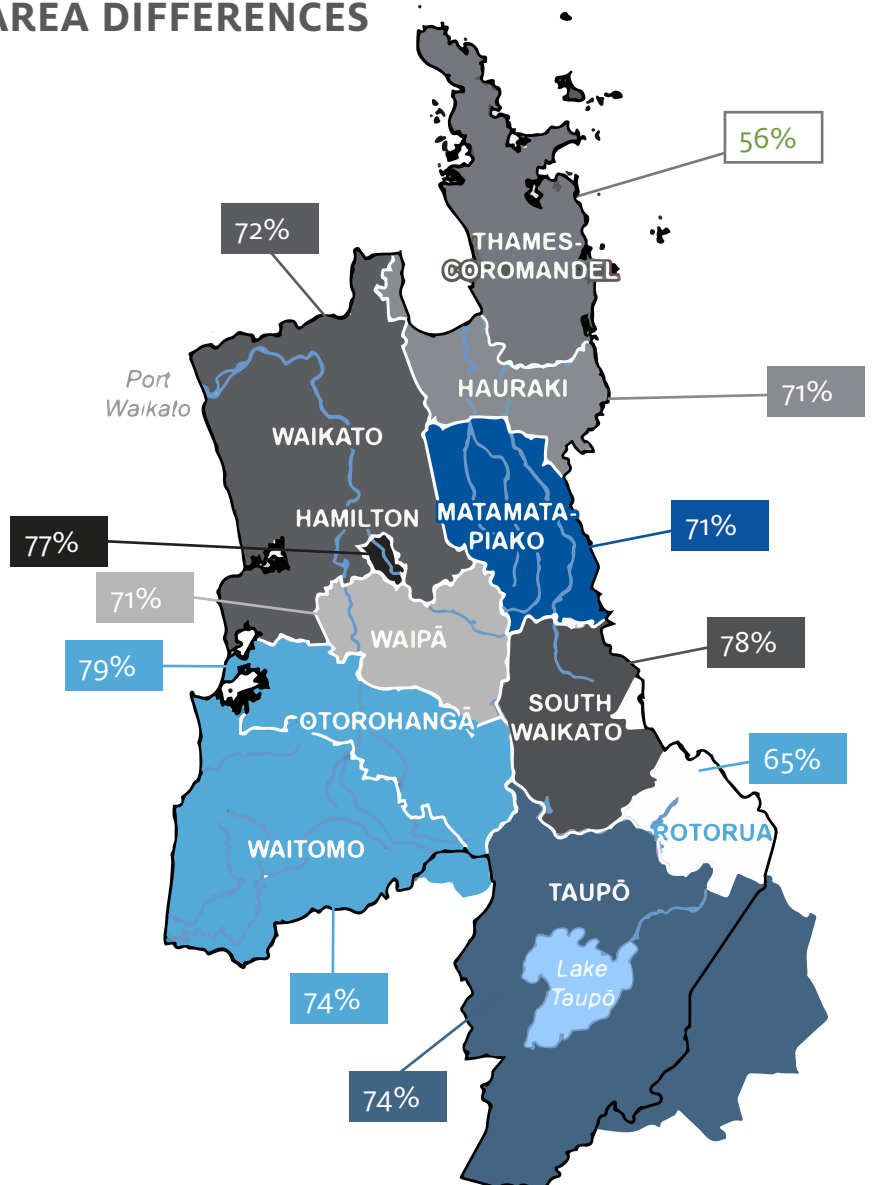 AREA DIFFERENCES
56%
72%
THAMES-
COROMANDEL
Port
Waikato
HAURAKI
71%
WAIKATO
HAMILTON
MATAMATA-
PIAKO
71%
77%
71%
WAIPĀ
78%
79%
SOUTH
WAIKATO
OTOROHANGĀ
65%
ROTORUA
WAITOMO
TAUPŌ
Lake
Taupō
74%
74%